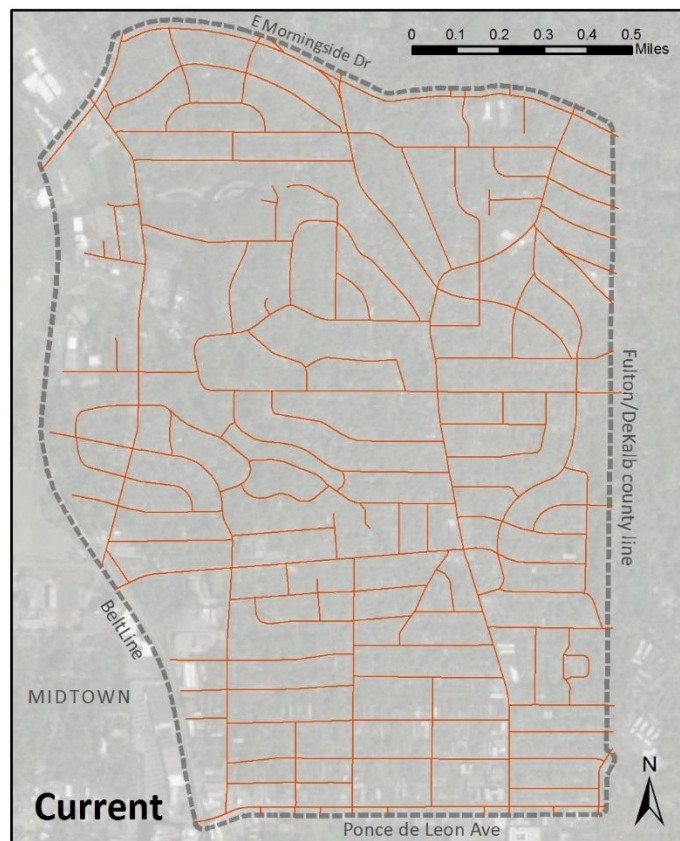 E Morningside Dr
0 0.1 0.2 0.3 0.4 0.5
Miles
Fulton/DeKalb county line
BeltLine
MIDTOWN
N
Current
Ponce de Leon Ave